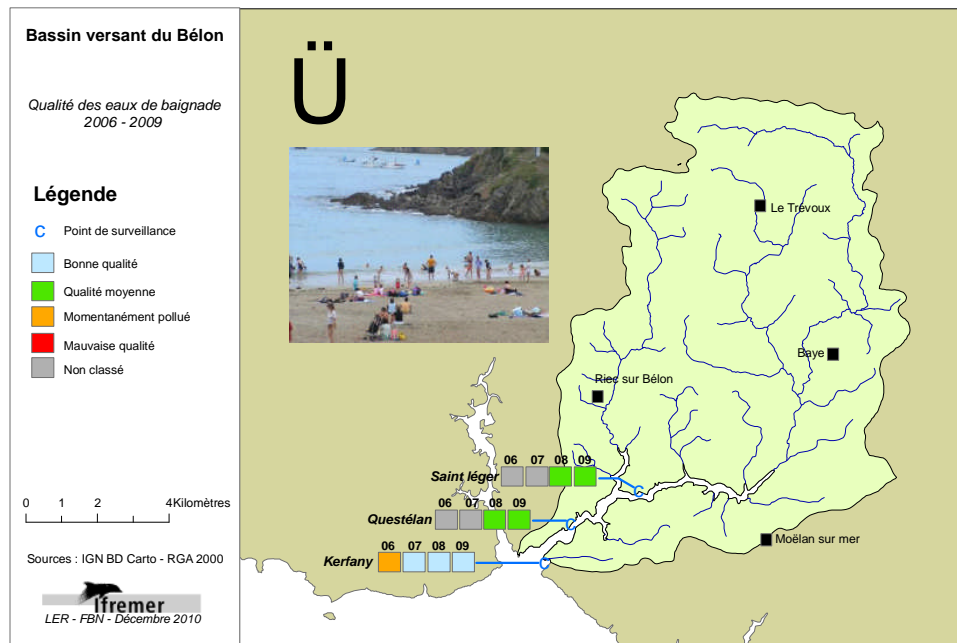 Bassin versant du Bélon
Qualité des eaux de baignade
2006 - 2009
Légende
C Point de surveillance
Bonne qualité
Qualité moyenne
Momentanément pollué
Mauvaise qualité
Non classé
0 1 2 4 Kilomètres
Sources : IGN BD Carto - RGA 2000
Ifremer
LER - FBN - Décembre 2010
Ü
Le Trévoux
Baye
Riec sur Bélon
06 07 08 09
Saint léger
C
06 07 08 09
Questélan
C
Moëlan sur mer
06 07 08 09
Kerfany
C